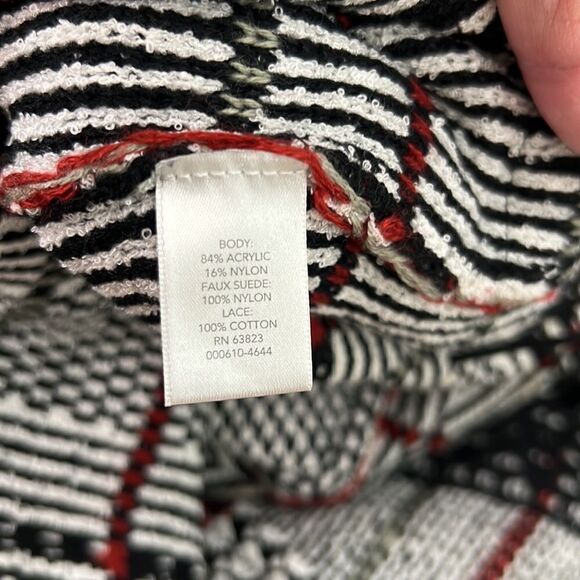 BODY:
84% ACRYLIC
16% NYLON
FAUX SUEDE:
100% NYLON
LACE:
100% COTTON
RN 63823
000610-4644